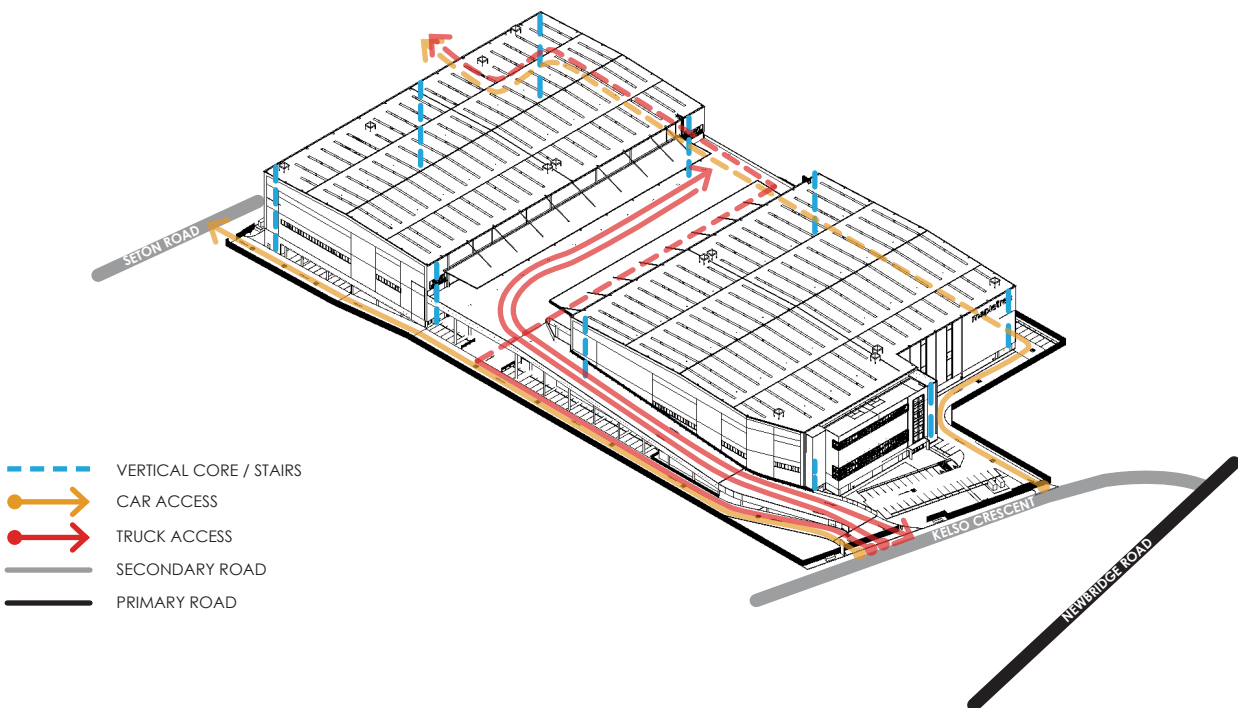 SETON ROAD
VERTICAL CORE / STAIRS
CAR ACCESS
TRUCK ACCESS
SECONDARY ROAD
PRIMARY ROAD
KELSO CRESCENT
NEWBRIDGE ROAD